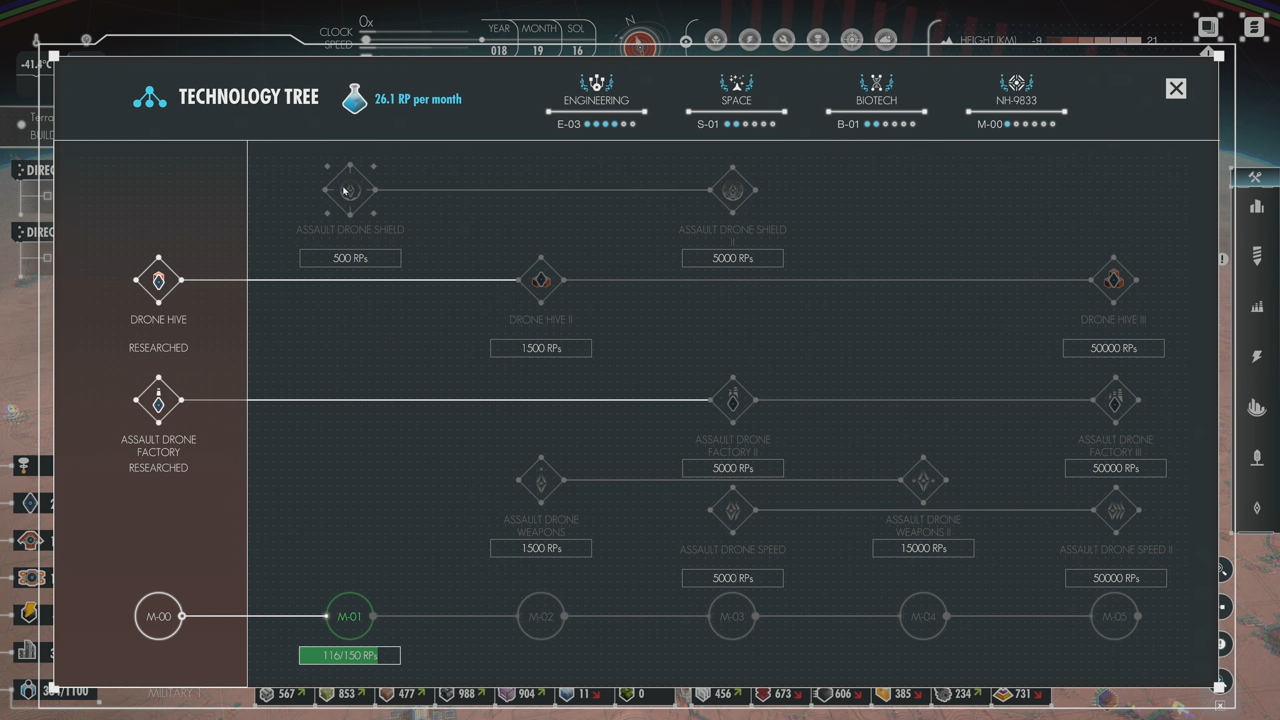 0x
CLOCK
SPEED
YEAR
MONTH
SOL
018
19
16
N
HEIGHT (KM)
-9
21
-41.4°C
TECHNOLOGY TREE
26.1 RP per month
ENGINEERING
SPACE
BIOTECH
NH-9833
E-03
S-01
B-01
M-00
Terra
BUIL
DIREC
DIREC
ASSAULT DRONE SHIELD
500 RPs
ASSAULT DRONE SHIELD
II
5000 RPs
DRONE HIVE
RESEARCHED
DRONE HIVE II
1500 RPs
DRONE HIVE III
50000 RPs
ASSAULT DRONE
FACTORY
RESEARCHED
ASSAULT DRONE
FACTORY II
5000 RPs
ASSAULT DRONE
FACTORY III
50000 RPs
ASSAULT DRONE
WEAPONS
1500 RPs
ASSAULT DRONE
WEAPONS II
15000 RPs
ASSAULT DRONE SPEED
5000 RPs
ASSAULT DRONE SPEED II
50000 RPs
M-00
M-01
M-02
M-03
M-04
M-05
116/150 RPs
/1100
MILITARY 1
567
853
477
988
904
11
0
456
673
606
385
234
731